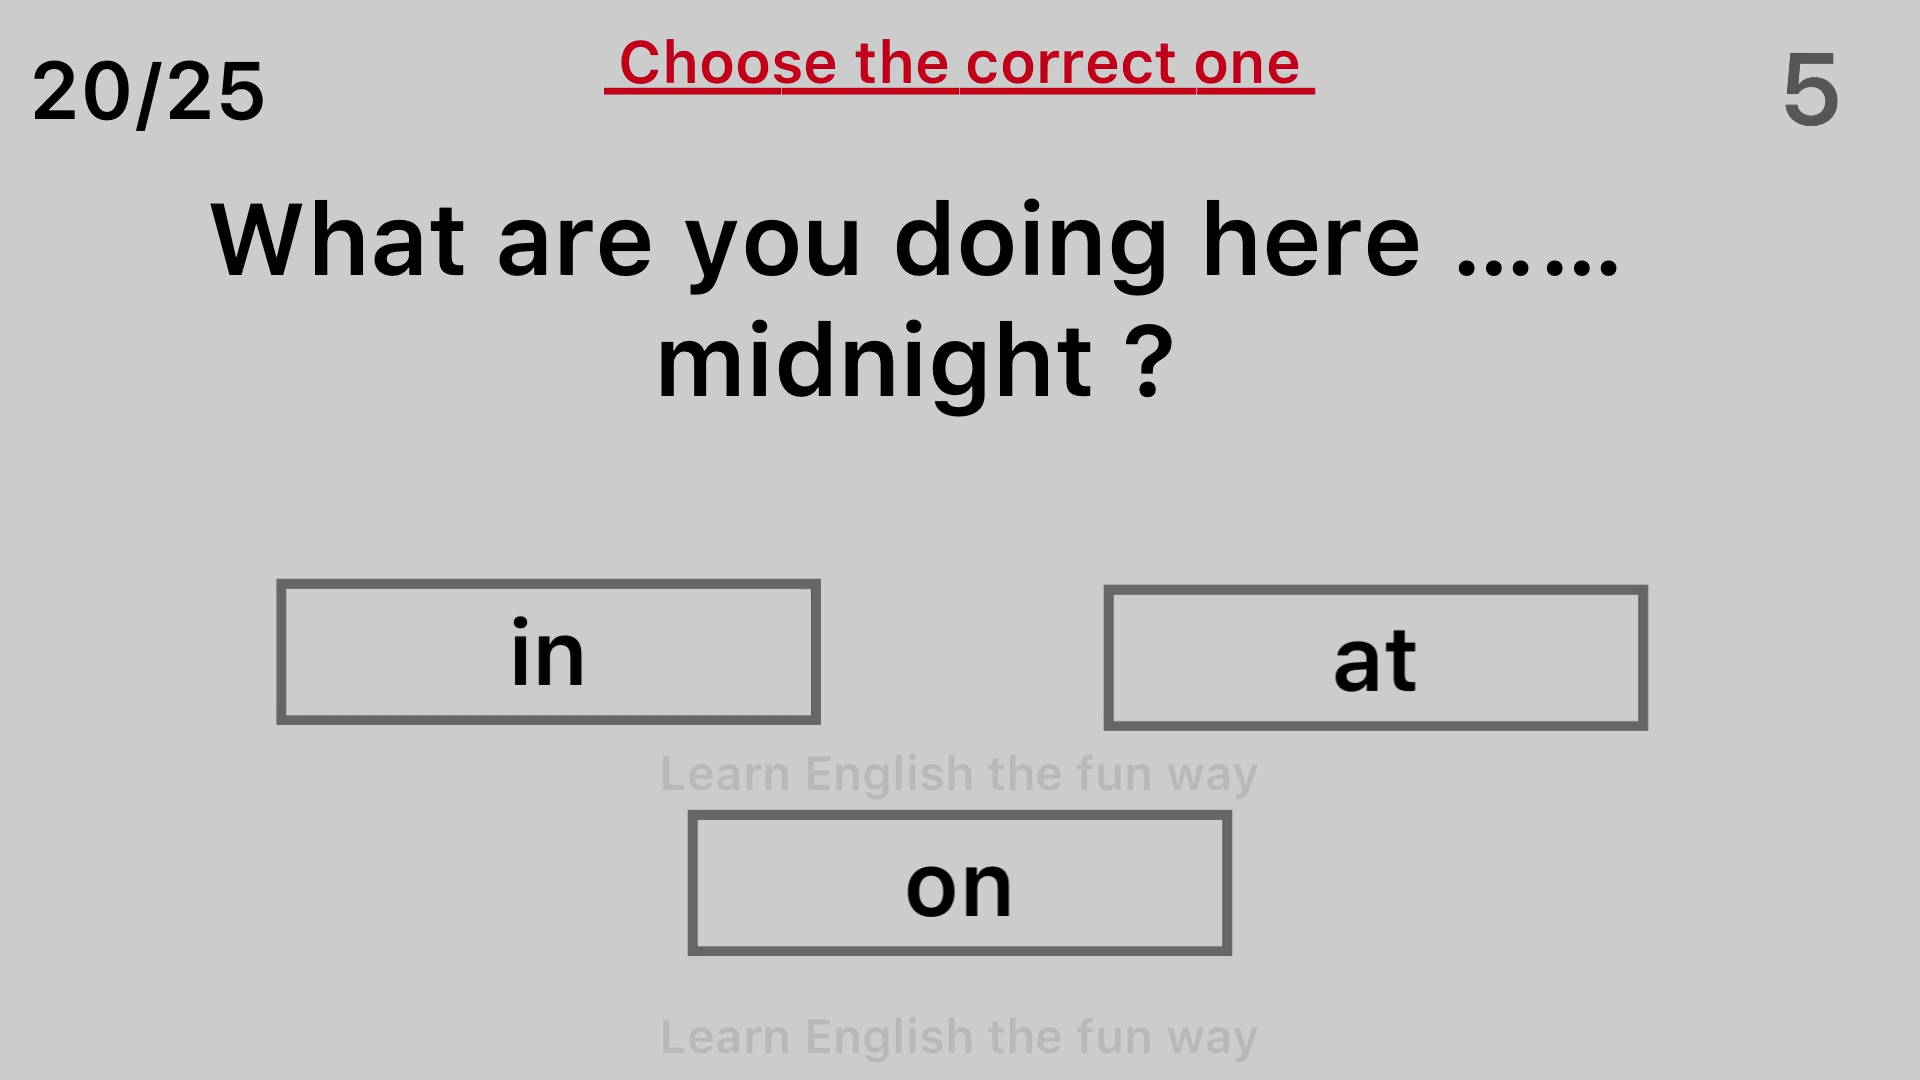 20/25
Choose the correct one
5
What are you doing here ......
midnight ?
in
at
Learn English the fun way
on
Learn English the fun way